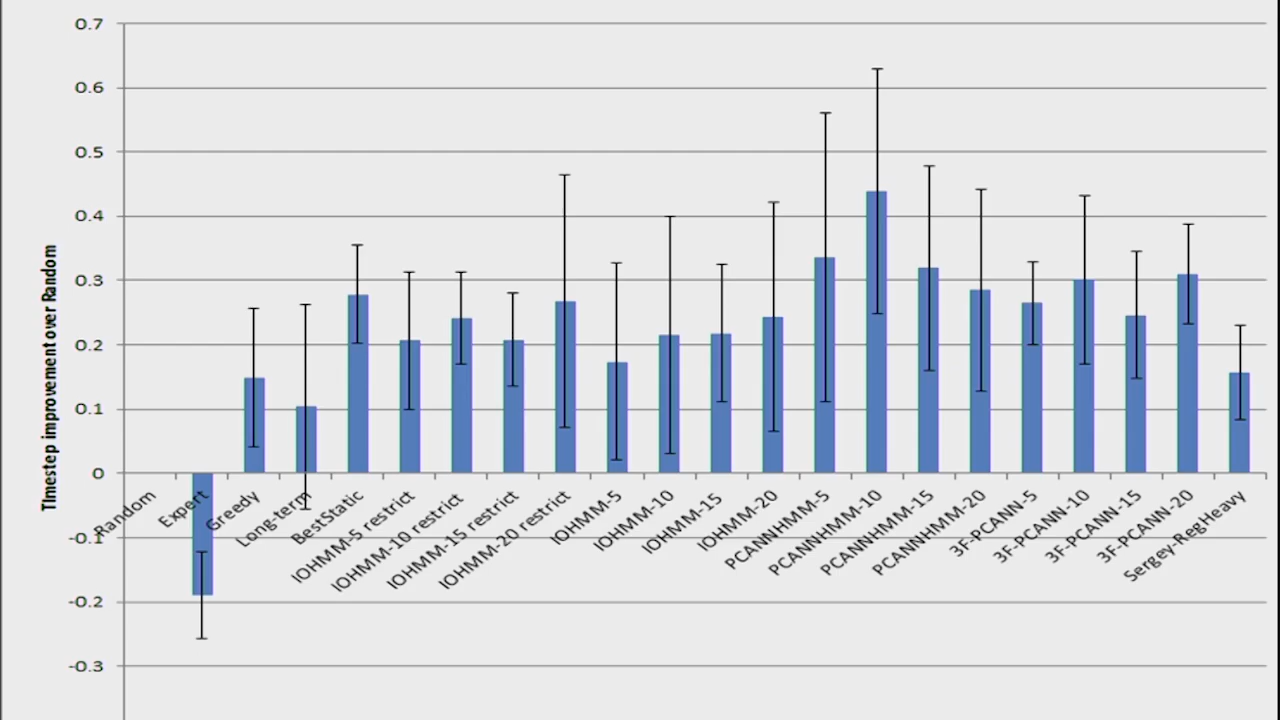 0.7
0.6
0.5
0.4
0.3
0.2
0.1
0
-0.1
-0.2
-0.3
Timestep improvement over Random
Random
Expert
Greedy
Long-term
BestStatic
IOHMM-5 restrict
IOHMM-10 restrict
IOHMM-15 restrict
IOHMM-20 restrict
IOHMM-5
IOHMM-10
IOHMM-15
IOHMM-20
PCANNHMM-5
PCANNHMM-10
PCANNHMM-15
PCANNHMM-20
3F-PCANN-5
3F-PCANN-10
3F-PCANN-15
3F-PCANN-20
Sergey-RegHeavy